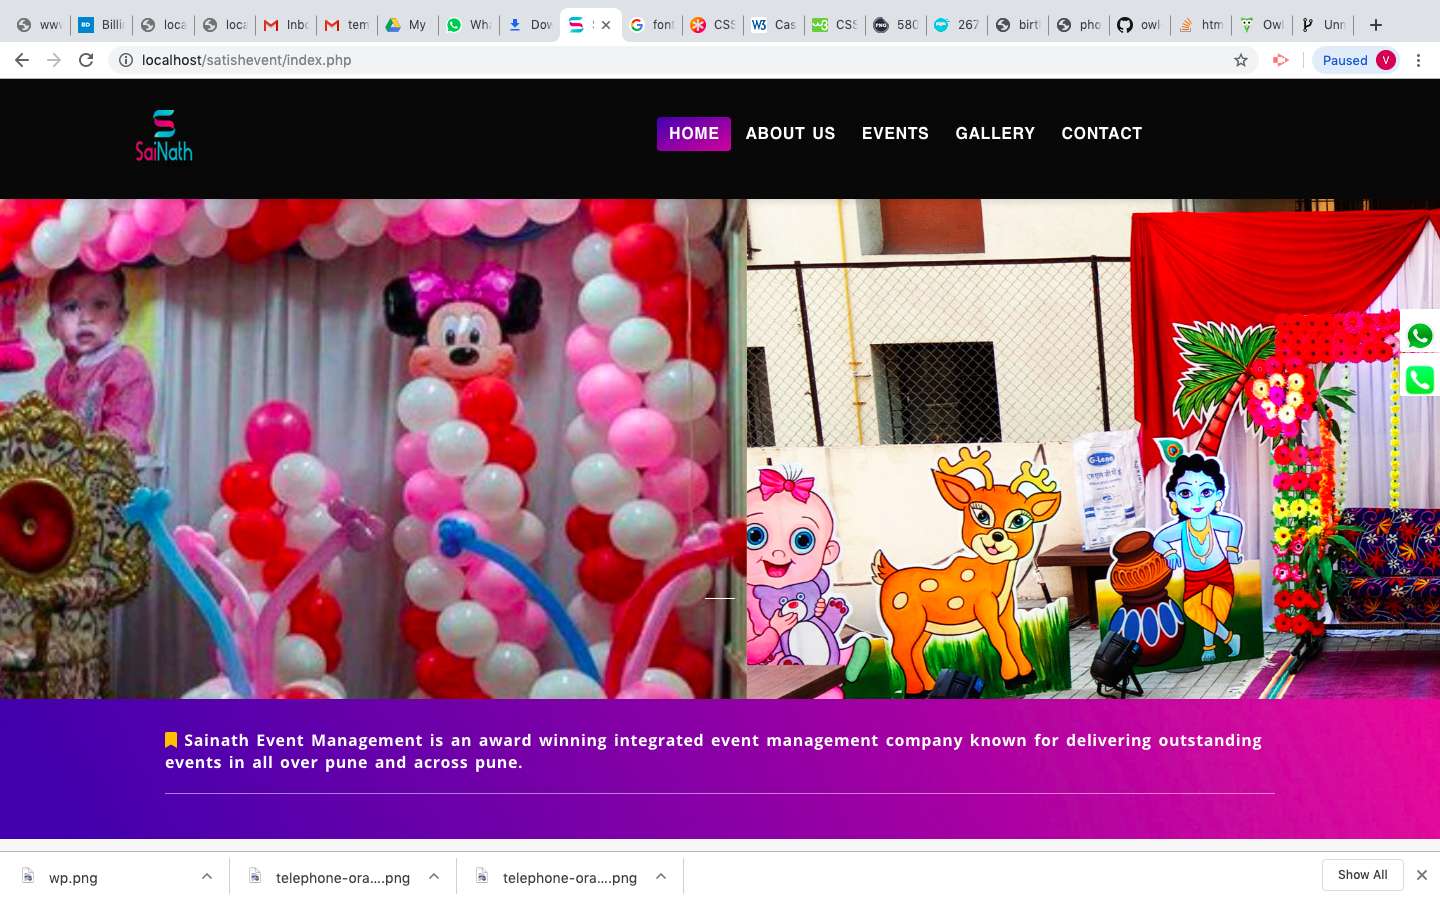 ww
Billi
loca
loca
Inbo
tem
My
Wha
Dov
S
font
CSS
Cas
CSS
580
267
birt
pho
owl
htm
Owl
Unn
localhost/satishevent/index.php
Paused
V
SaiNath
HOME ABOUT US EVENTS GALLERY CONTACT
G-Lene
Sainath Event Management is an award winning integrated event management company known for delivering outstanding
events in all over pune and across pune.
wp.png
telephone-ora....png
telephone-ora....png
Show All